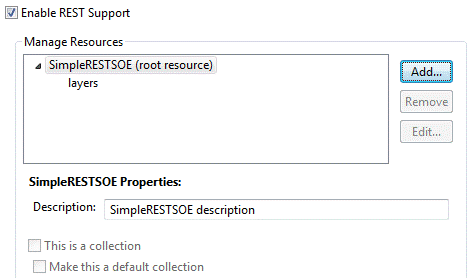 Enable REST Support
Manage Resources
SimpleRESTSOE (root resource)
layers
Add...
Remove
Edit...
SimpleRESTSOE Properties:
Description: SimpleRESTSOE description
This is a collection
Make this a default collection